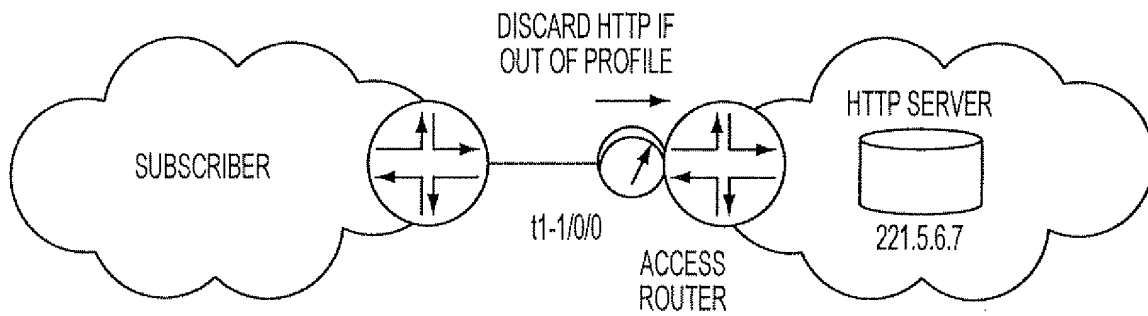 DISCARD HTTP IF
OUT OF PROFILE
SUBSCRIBER
HTTP SERVER
221.5.6.7
t1-1/0/0
ACCESS
ROUTER